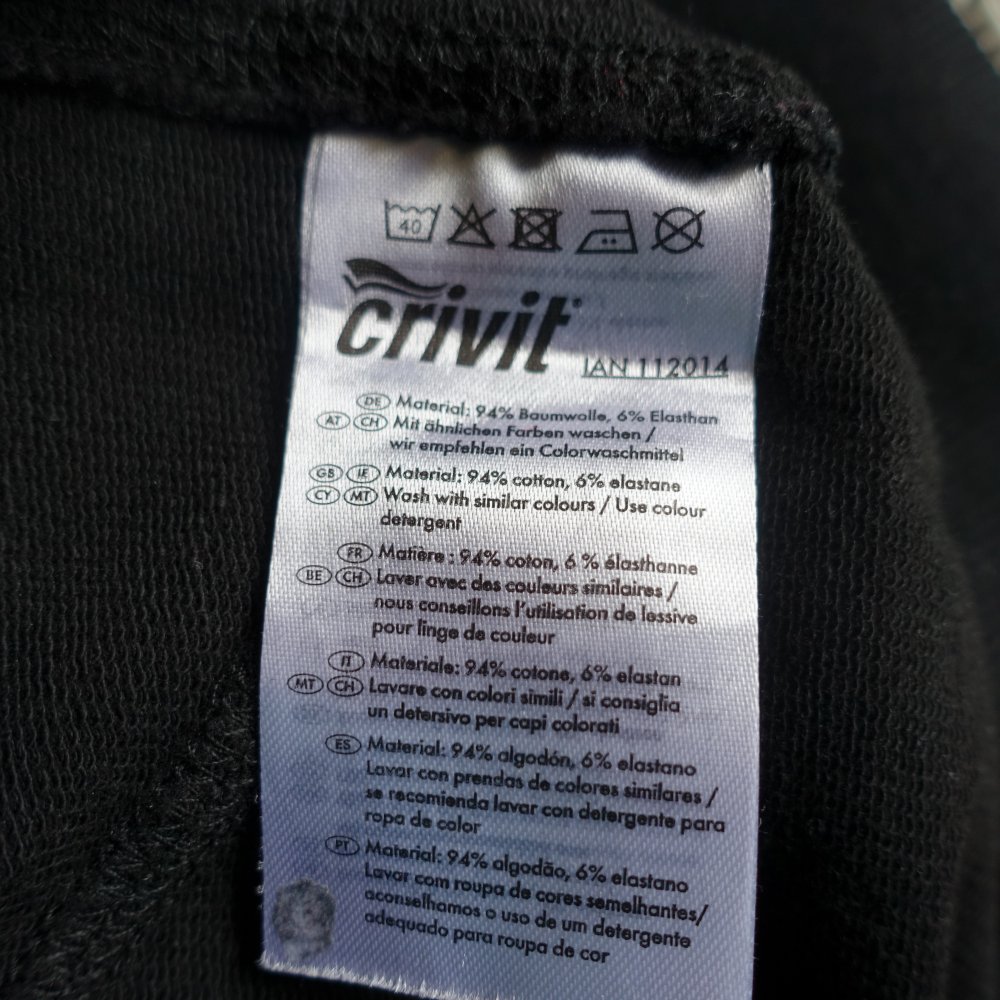 40
crivit®
IAN 112014
DE Material: 94% Baumwolle, 6% Elasthan
AT CH Mit ähnlichen Farben waschen /
wir empfehlen ein Colorwaschmittel
GB IE Material: 94% cotton, 6% elastane
CY MT Wash with similar colours / Use colour
detergent
FR Matière : 94% coton, 6 % élasthanne
BE CH Laver avec des couleurs similaires /
nous conseillons l'utilisation de lessive
pour linge de couleur
IT Materiale: 94% cotone, 6% elastan
MT CH Lavare con colori simili / si consiglia
un detersivo per capi colorati
ES Material: 94% algodón, 6% elastano
Lavar con prendas de colores similares /
se recomienda lavar con detergente para
ropa de color
PT Material: 94% algodão, 6% elastano
Lavar com roupa de cores semelhantes/
aconselhamos o uso de um detergente
adequado para roupa de cor